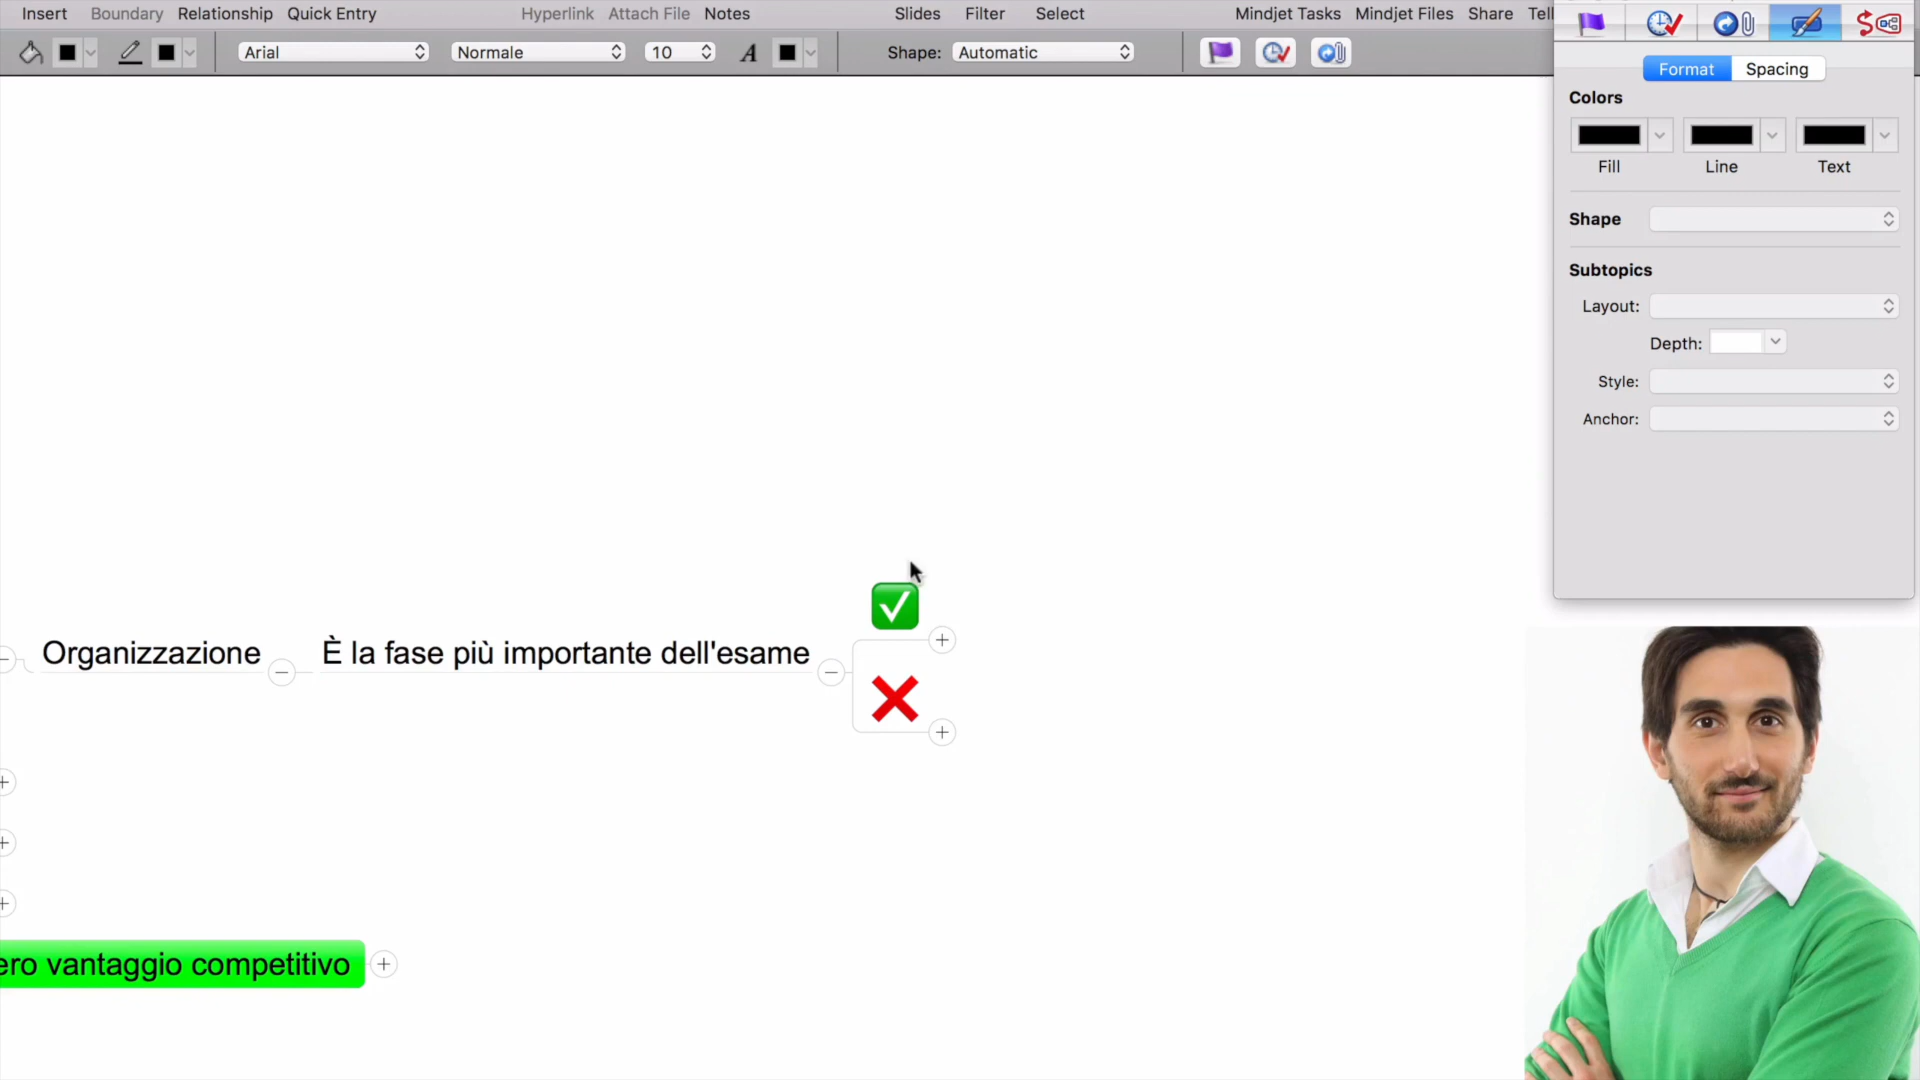 Insert Boundary Relationship Quick Entry Hyperlink Attach File Notes Slides Filter Select Mindjet Tasks Mindjet Files Share Tell
Arial Normale 10 A Shape: Automatic
Format Spacing
Colors
Fill Line Text
Shape
Subtopics
Layout:
Depth:
Style:
Anchor:
Organizzazione È la fase più importante dell'esame
ero vantaggio competitivo